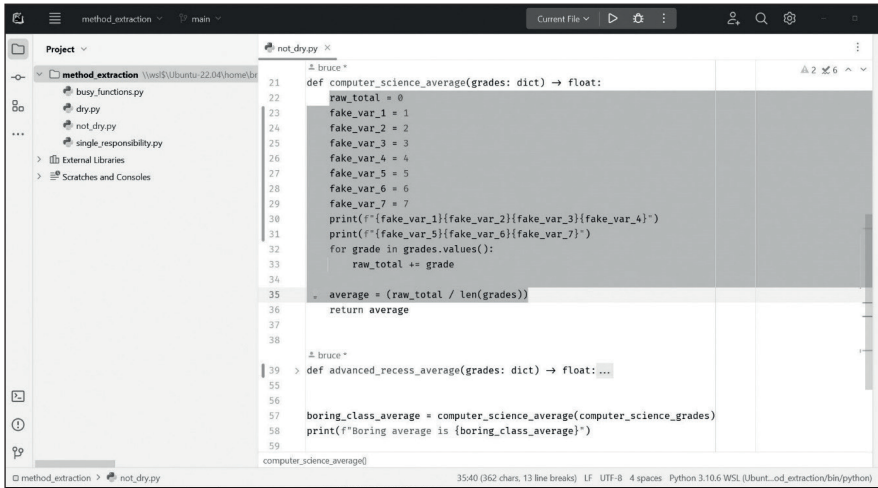 method_extraction
main
Current File
Project
not_dry.py
method_extraction \\wsl$\Ubuntu-22.04\home\br
busy_functions.py
dry.py
not_dry.py
single_responsibility.py
External Libraries
Scratches and Consoles
bruce *
2 6
21 def computer_science_average(grades: dict) → float:
22 raw_total = 0
23 fake_var_1 = 1
24 fake_var_2 = 2
25 fake_var_3 = 3
26 fake_var_4 = 4
27 fake_var_5 = 5
28 fake_var_6 = 6
29 fake_var_7 = 7
30 print(f"{fake_var_1}{fake_var_2}{fake_var_3}{fake_var_4}")
31 print(f"{fake_var_5}{fake_var_6}{fake_var_7}")
32 for grade in grades.values():
33 raw_total += grade
34
35 average = (raw_total / len(grades))
36 return average
37
38
bruce *
39 def advanced_recess_average(grades: dict) → float:...
55
56
57 boring_class_average = computer_science_average(computer_science_grades)
58 print(f"Boring average is {boring_class_average}")
59
computer_science_average()
method_extraction > not_dry.py
35:40 (362 chars, 13 line breaks) LF UTF-8 4 spaces Python 3.10.6 WSL (Ubunt...od_extraction/bin/python)